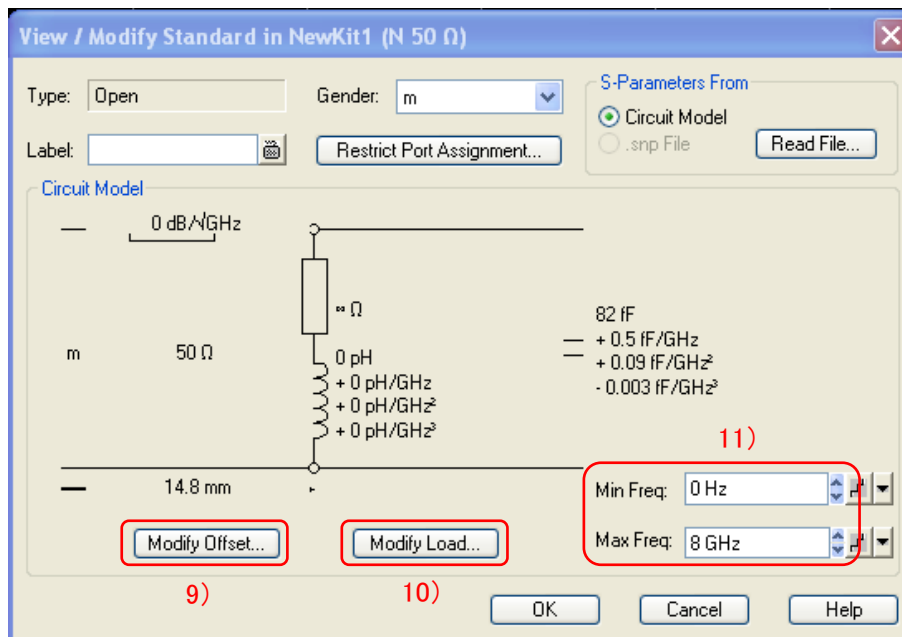 View / Modify Standard in NewKit1 (N 50 Ω)
Type: Open
Gender: m
S-Parameters From
Circuit Model
.snp File
Read File...
Label:
Restrict Port Assignment...
Circuit Model
0 dB/√GHz
∞ Ω
m
50 Ω
0 pH
+ 0 pH/GHz
+ 0 pH/GHz²
+ 0 pH/GHz³
82 fF
+ 0.5 fF/GHz
+ 0.09 fF/GHz²
- 0.003 fF/GHz³
14.8 mm
11)
Min Freq: 0 Hz
Max Freq: 8 GHz
Modify Offset...
Modify Load...
9)
10)
OK
Cancel
Help